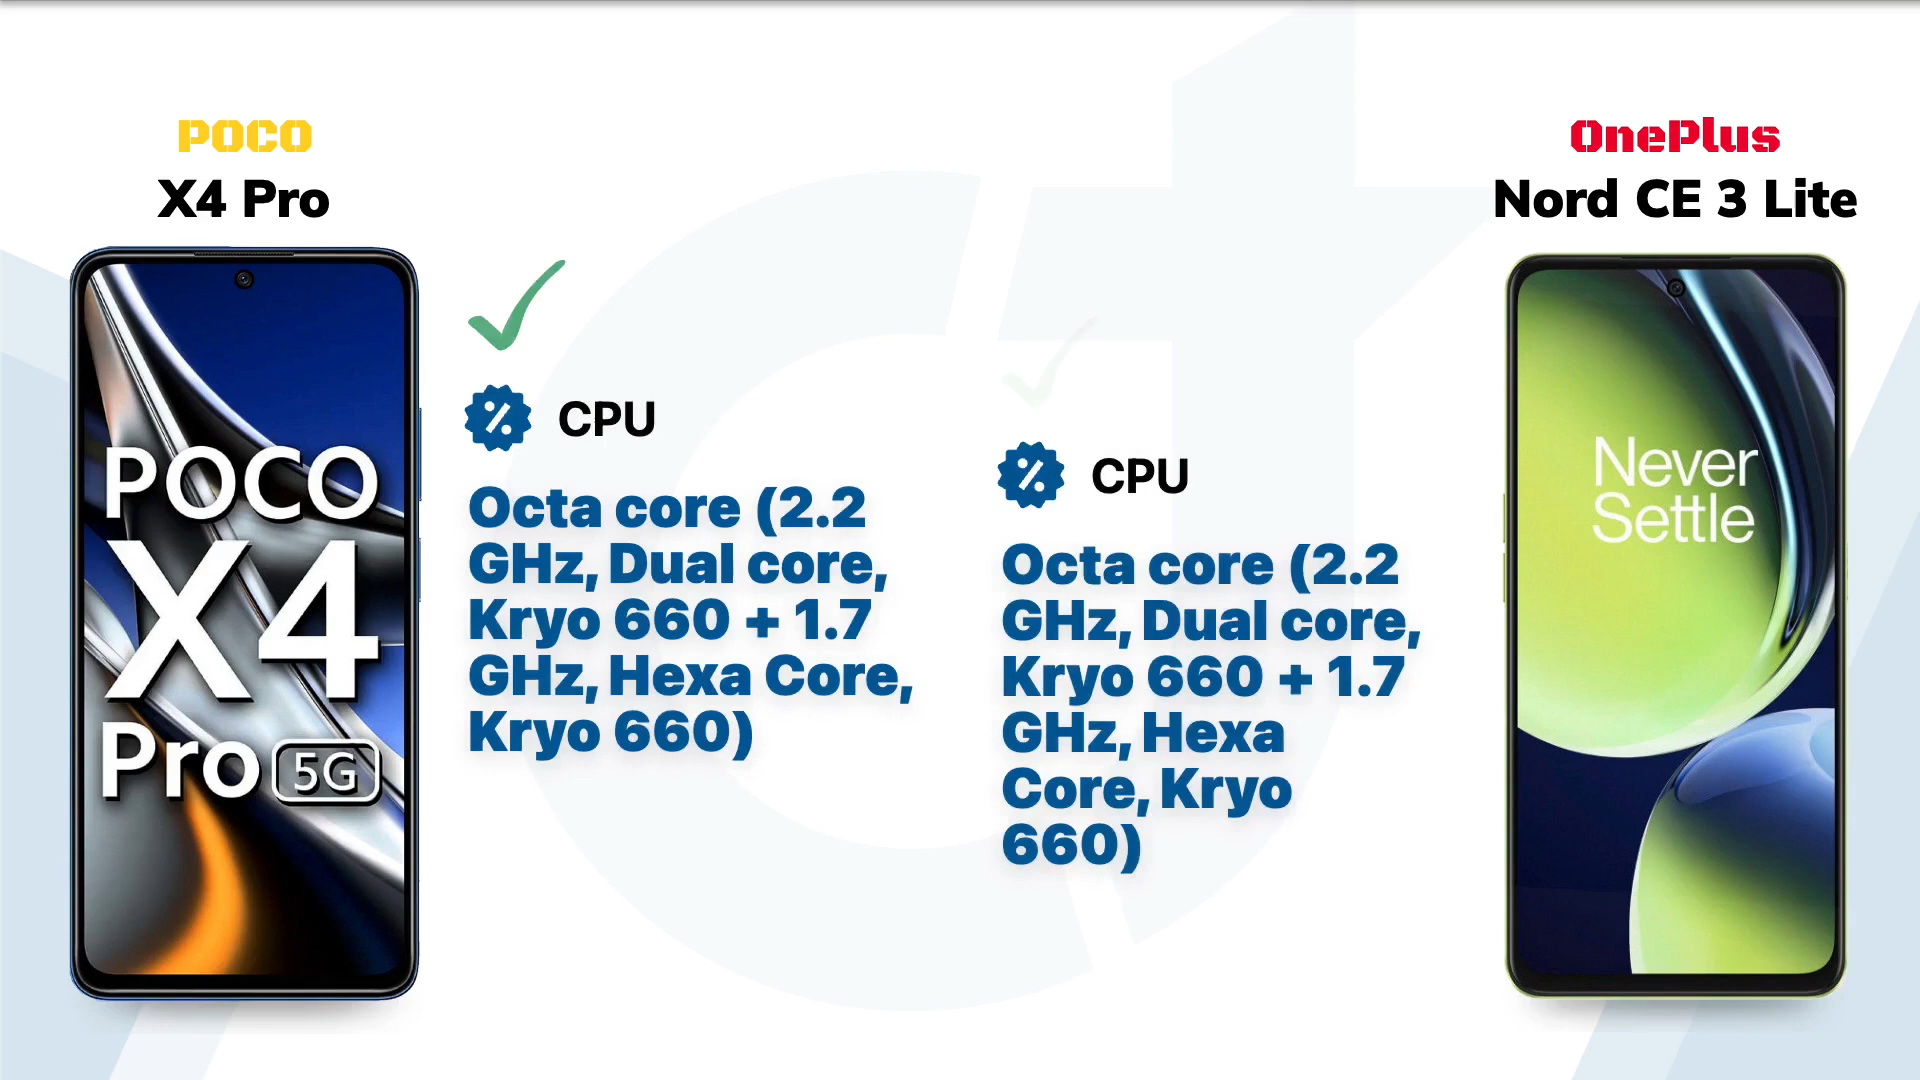 POCO
X4 Pro
POCO
X4
Pro 5G
CPU
Octa core (2.2
GHz, Dual core,
Kryo 660 + 1.7
GHz, Hexa Core,
Kryo 660)
CPU
Octa core (2.2
GHz, Dual core,
Kryo 660 + 1.7
GHz, Hexa
Core, Kryo
660)
OnePlus
Nord CE 3 Lite
Never
Settle